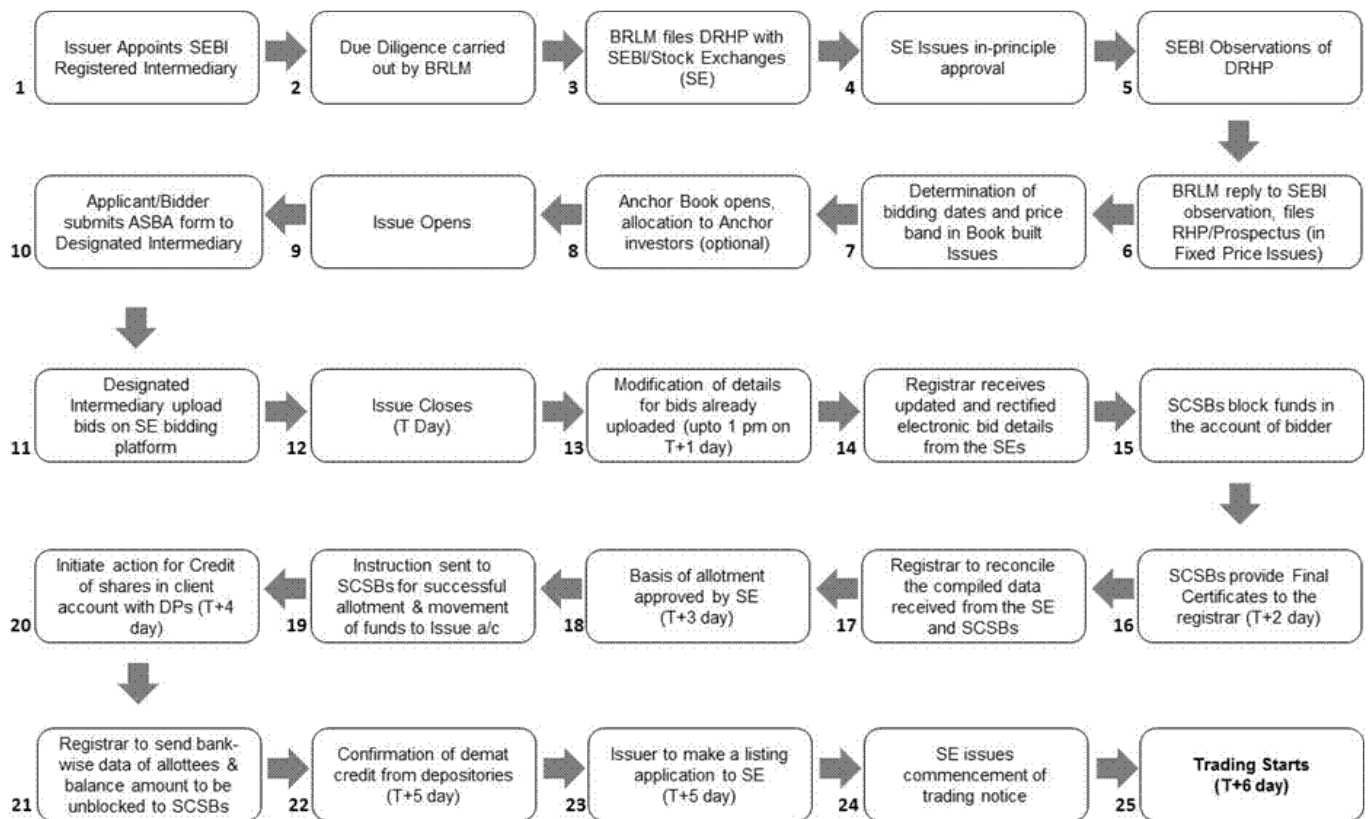 Issuer Appoints SEBI
Registered Intermediary
1
Due Diligence carried
out by BRLM
2
BRLM files DRHP with
SEBI/Stock Exchanges
(SE)
3
SE Issues in-principle
approval
4
SEBI Observations of
DRHP
5
BRLM reply to SEBI
observation, files
RHP/Prospectus (in
Fixed Price Issues)
6
Determination of
bidding dates and price
band in Book built
Issues
7
Anchor Book opens,
allocation to Anchor
investors (optional)
8
Issue Opens
9
Applicant/Bidder
submits ASBA form to
Designated Intermediary
10
Designated
Intermediary upload
bids on SE bidding
platform
11
Issue Closes
(T Day)
12
Modification of details
for bids already
uploaded (upto 1 pm on
T+1 day)
13
Registrar receives
updated and rectified
electronic bid details
from the SEs
14
SCSBs block funds in
the account of bidder
15
SCSBs provide Final
Certificates to the
registrar (T+2 day)
16
Registrar to reconcile
the compiled data
received from the SE
and SCSBs
17
Basis of allotment
approved by SE
(T+3 day)
18
Instruction sent to
SCSBs for successful
allotment & movement
of funds to Issue a/c
19
Initiate action for Credit
of shares in client
account with DPs (T+4
day)
20
Registrar to send bank-
wise data of allottees &
balance amount to be
unblocked to SCSBs
21
Confirmation of demat
credit from depositories
(T+5 day)
22
Issuer to make a listing
application to SE
(T+5 day)
23
SE issues
commencement of
trading notice
24
Trading Starts
(T+6 day)
25